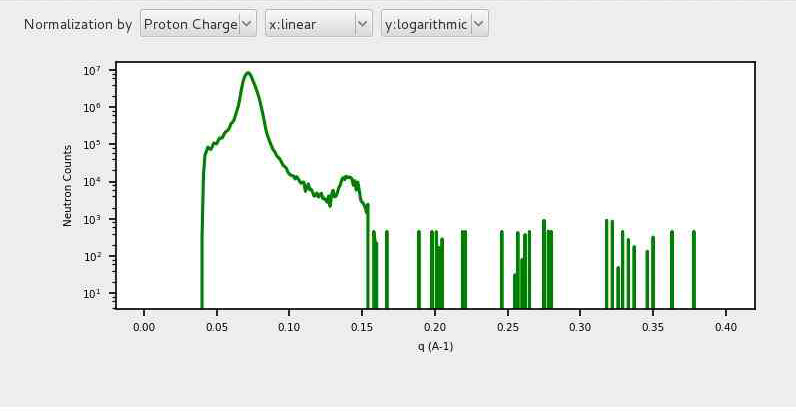 Normalization by Proton Charge x:linear y:logarithmic
10⁷
10⁶
10⁵
10⁴
10³
10²
10¹
Neutron Counts
0.00 0.05 0.10 0.15 0.20 0.25 0.30 0.35 0.40
q (A-1)